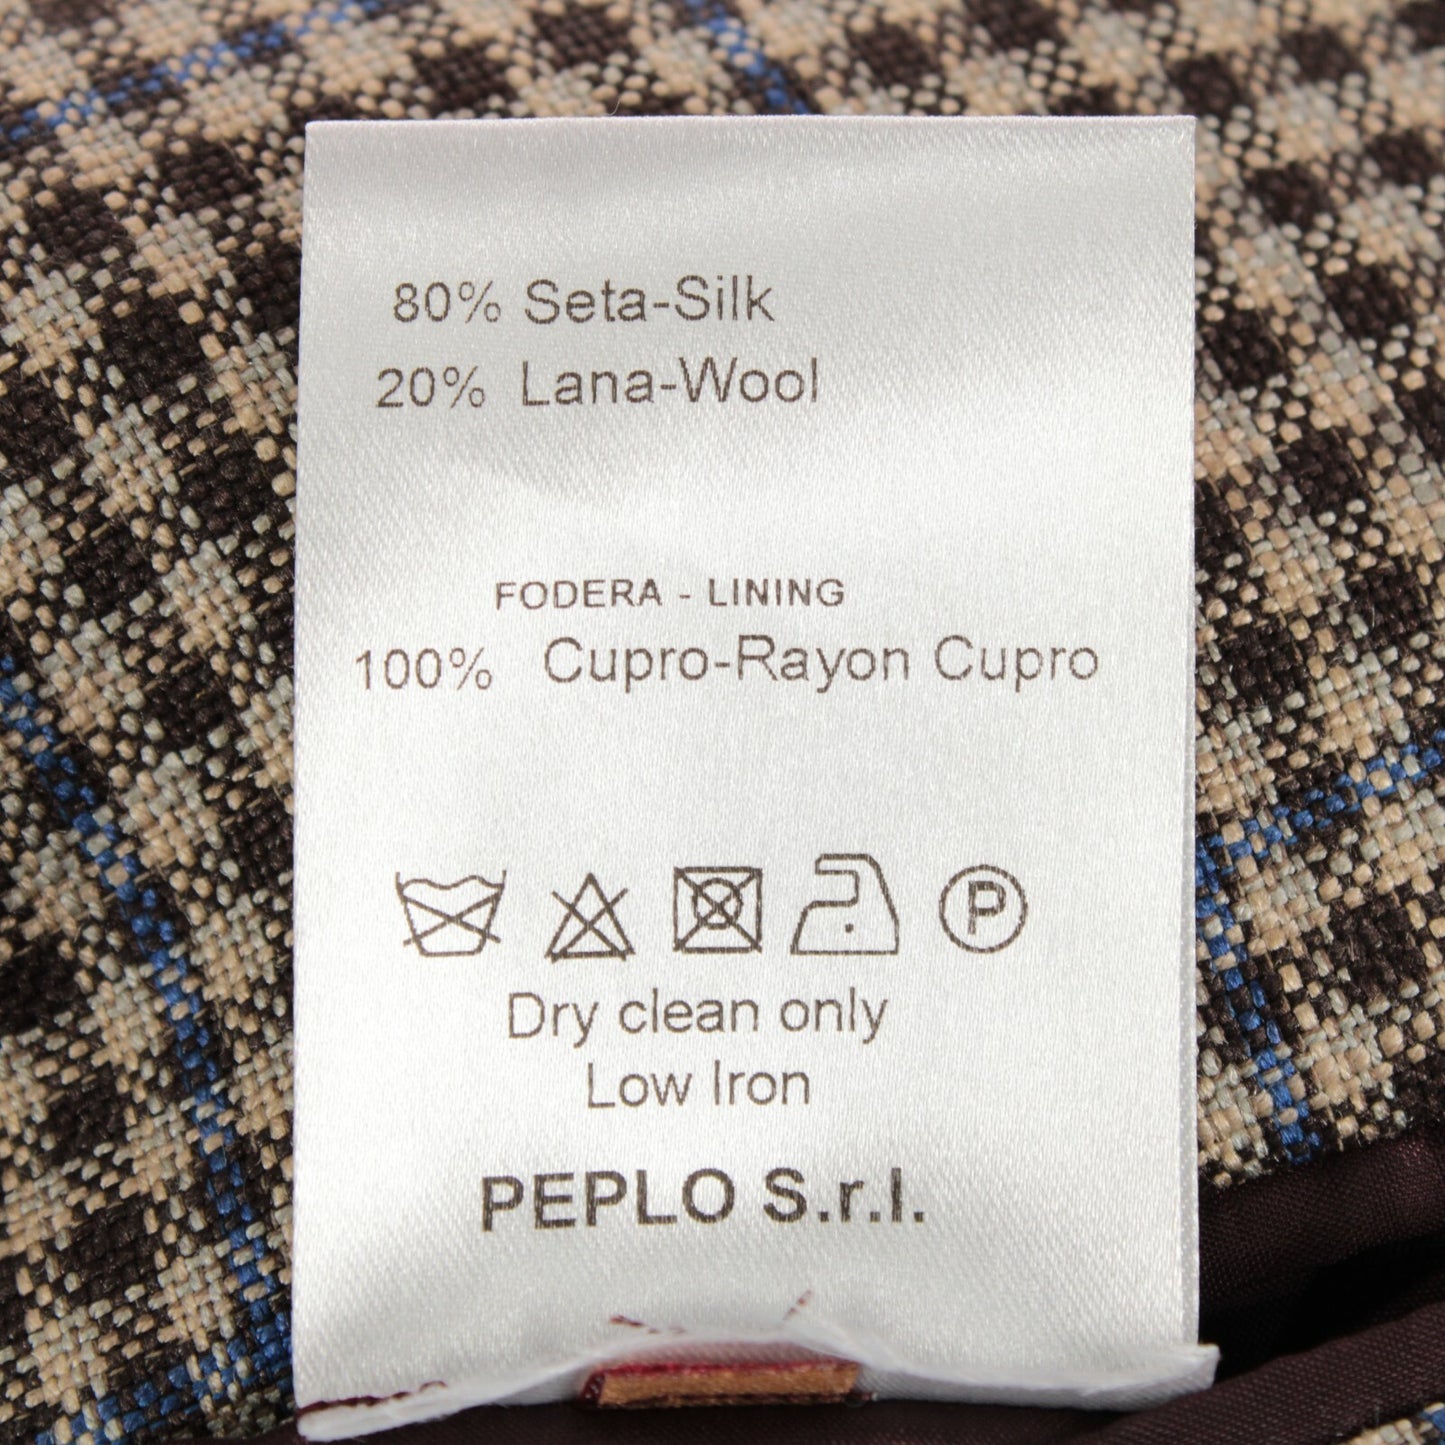 80% Seta-Silk
20% Lana-Wool
FODERA - LINING
100% Cupro-Rayon Cupro
P
Dry clean only
Low Iron
PEPLO S.r.l.